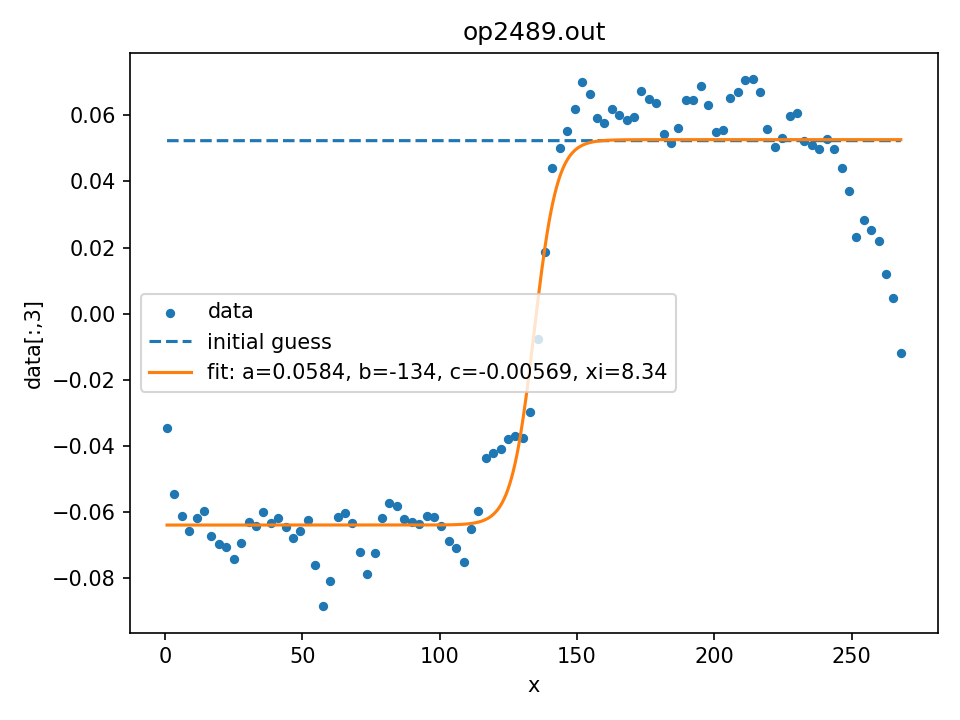 op2489.out
data[:,3]
0.06
0.04
0.02
0.00
−0.02
−0.04
−0.06
−0.08
data
initial guess
fit: a=0.0584, b=-134, c=-0.00569, xi=8.34
0 50 100 150 200 250
x